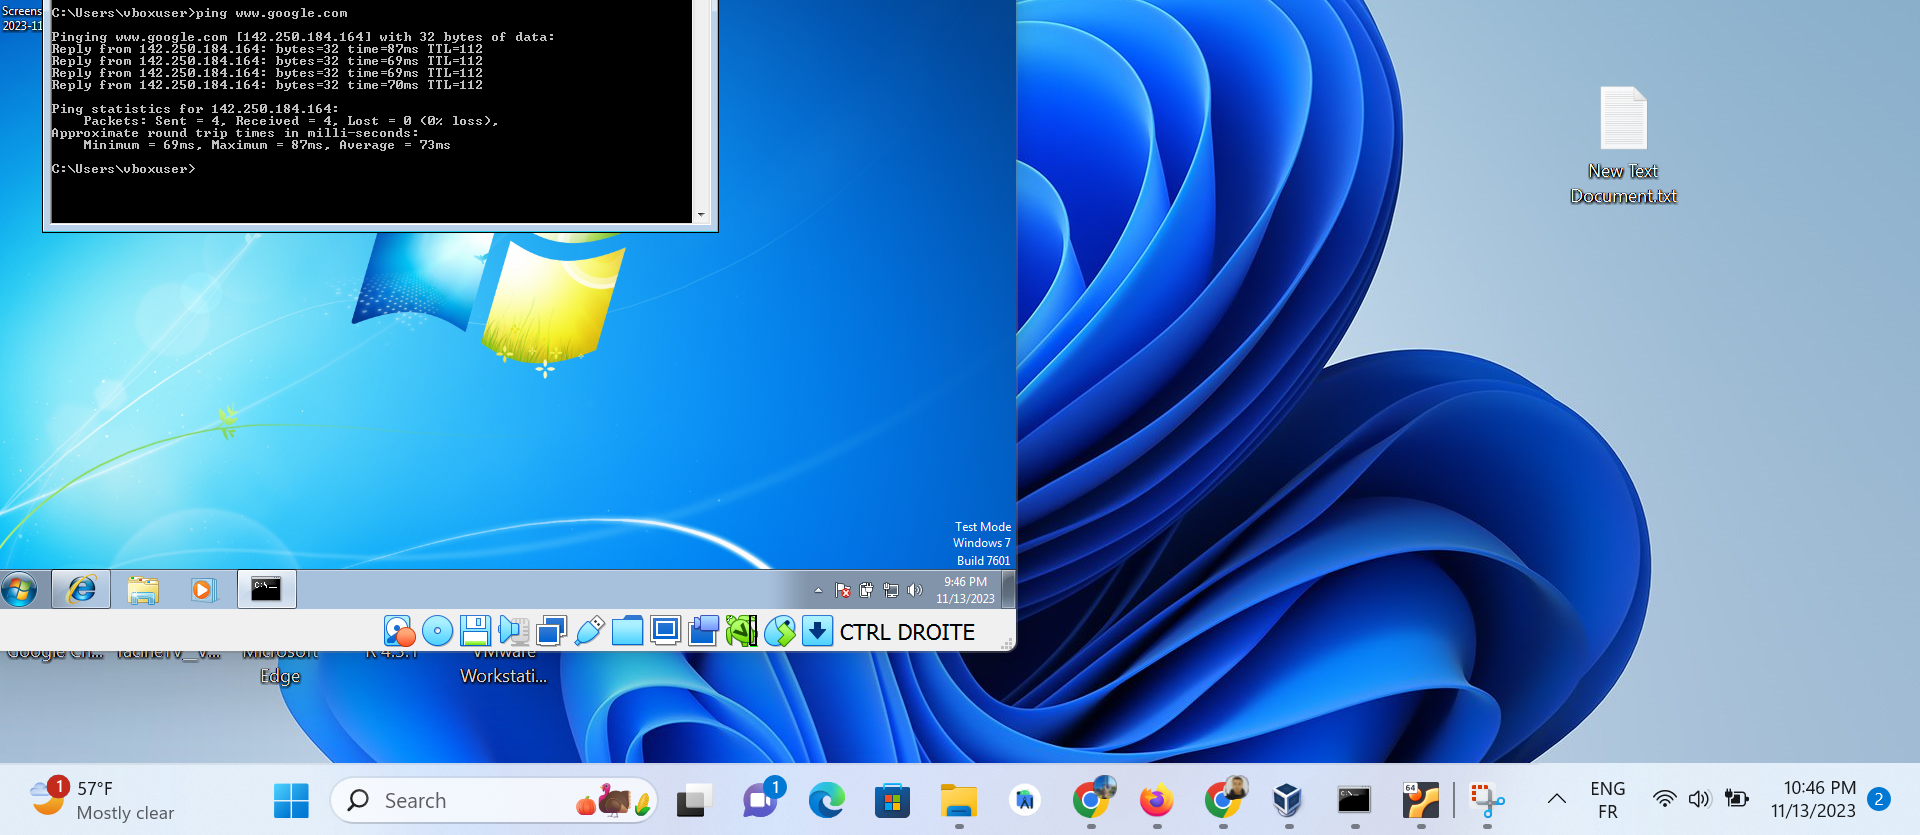 Screens
2023-11
C:\Users\vboxuser>ping www.google.com
Pinging www.google.com [142.250.184.164] with 32 bytes of data:
Reply from 142.250.184.164: bytes=32 time=87ms TTL=112
Reply from 142.250.184.164: bytes=32 time=69ms TTL=112
Reply from 142.250.184.164: bytes=32 time=69ms TTL=112
Reply from 142.250.184.164: bytes=32 time=70ms TTL=112
Ping statistics for 142.250.184.164:
Packets: Sent = 4, Received = 4, Lost = 0 (0% loss),
Approximate round trip times in milli-seconds:
Minimum = 69ms, Maximum = 87ms, Average = 73ms
C:\Users\vboxuser>
New Text
Document.txt
Test Mode
Windows 7
Build 7601
C:\_
9:46 PM
11/13/2023
CTRL DROITE
Google Ch...
Microsoft
Edge
R 4.3.1
VMware
Workstati...
1
57°F
Mostly clear
Search
1
C:\_
64
ENG
FR
10:46 PM
11/13/2023
2